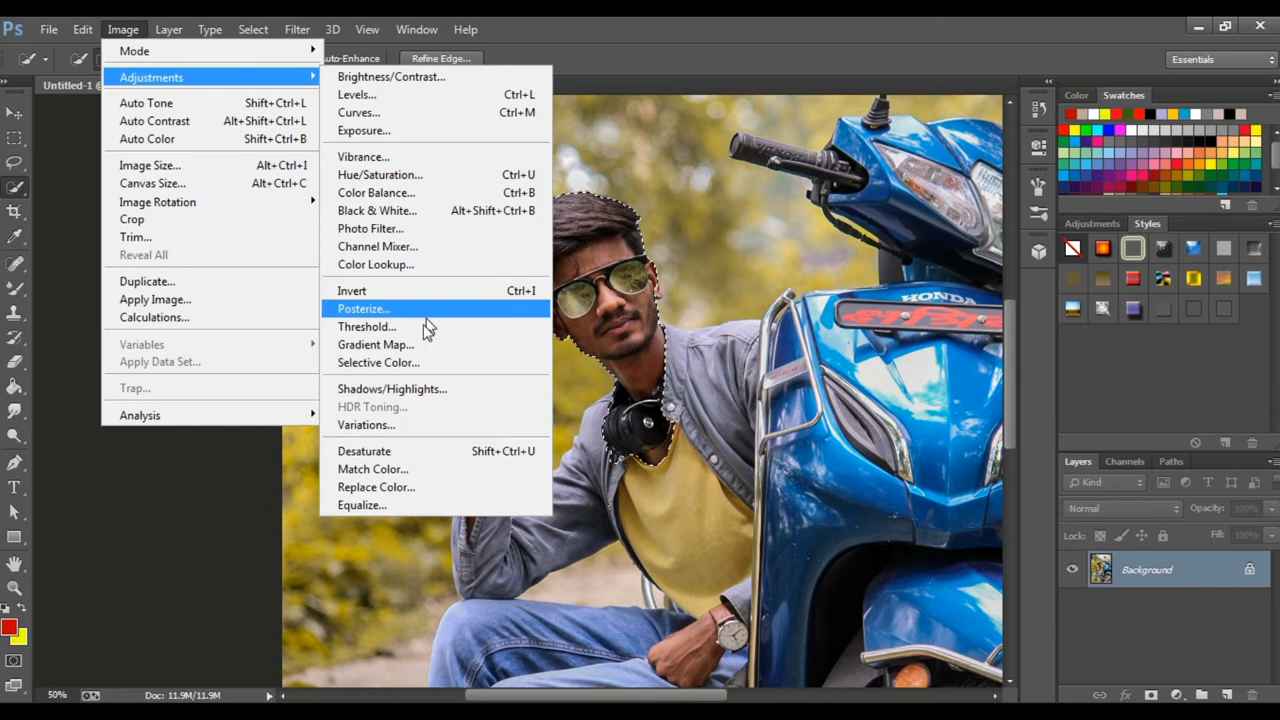 Ps File Edit Image Layer Type Select Filter 3D View Window Help
Auto-Enhance Refine Edge... Essentials
Untitled-1 @
Mode
Adjustments
Auto Tone Shift+Ctrl+L
Auto Contrast Alt+Shift+Ctrl+L
Auto Color Shift+Ctrl+B
Image Size... Alt+Ctrl+I
Canvas Size... Alt+Ctrl+C
Image Rotation
Crop
Trim...
Reveal All
Duplicate...
Apply Image...
Calculations...
Variables
Apply Data Set...
Trap...
Analysis
Brightness/Contrast...
Levels... Ctrl+L
Curves... Ctrl+M
Exposure...
Vibrance...
Hue/Saturation... Ctrl+U
Color Balance... Ctrl+B
Black & White... Alt+Shift+Ctrl+B
Photo Filter...
Channel Mixer...
Color Lookup...
Invert Ctrl+I
Posterize...
Threshold...
Gradient Map...
Selective Color...
Shadows/Highlights...
HDR Toning...
Variations...
Desaturate Shift+Ctrl+U
Match Color...
Replace Color...
Equalize...
HONDA
Color Swatches
Adjustments Styles
Layers Channels Paths
Kind
Normal Opacity: 100%
Lock: Fill: 100%
Background
50% Doc: 11.9M/11.9M